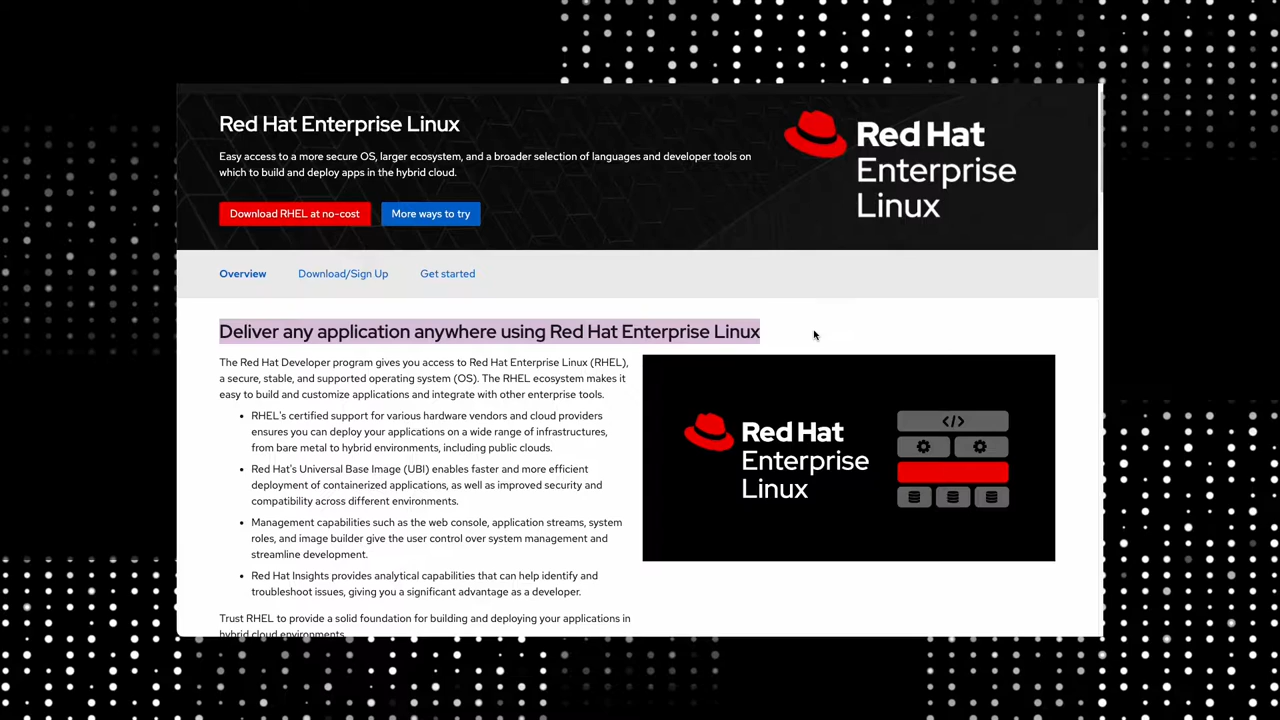 Red Hat Enterprise Linux
Easy access to a more secure OS, larger ecosystem, and a broader selection of languages and developer tools on
which to build and deploy apps in the hybrid cloud.
Download RHEL at no-cost
More ways to try
Red Hat
Enterprise
Linux
Overview
Download/Sign Up
Get started
Deliver any application anywhere using Red Hat Enterprise Linux
The Red Hat Developer program gives you access to Red Hat Enterprise Linux (RHEL),
a secure, stable, and supported operating system (OS). The RHEL ecosystem makes it
easy to build and customize applications and integrate with other enterprise tools.
• RHEL's certified support for various hardware vendors and cloud providers
ensures you can deploy your applications on a wide range of infrastructures,
from bare metal to hybrid environments, including public clouds.
• Red Hat's Universal Base Image (UBI) enables faster and more efficient
deployment of containerized applications, as well as improved security and
compatibility across different environments.
• Management capabilities such as the web console, application streams, system
roles, and image builder give the user control over system management and
streamline development.
• Red Hat Insights provides analytical capabilities that can help identify and
troubleshoot issues, giving you a significant advantage as a developer.
Trust RHEL to provide a solid foundation for building and deploying your applications in
hybrid cloud environments.
Red Hat
Enterprise
Linux
</>